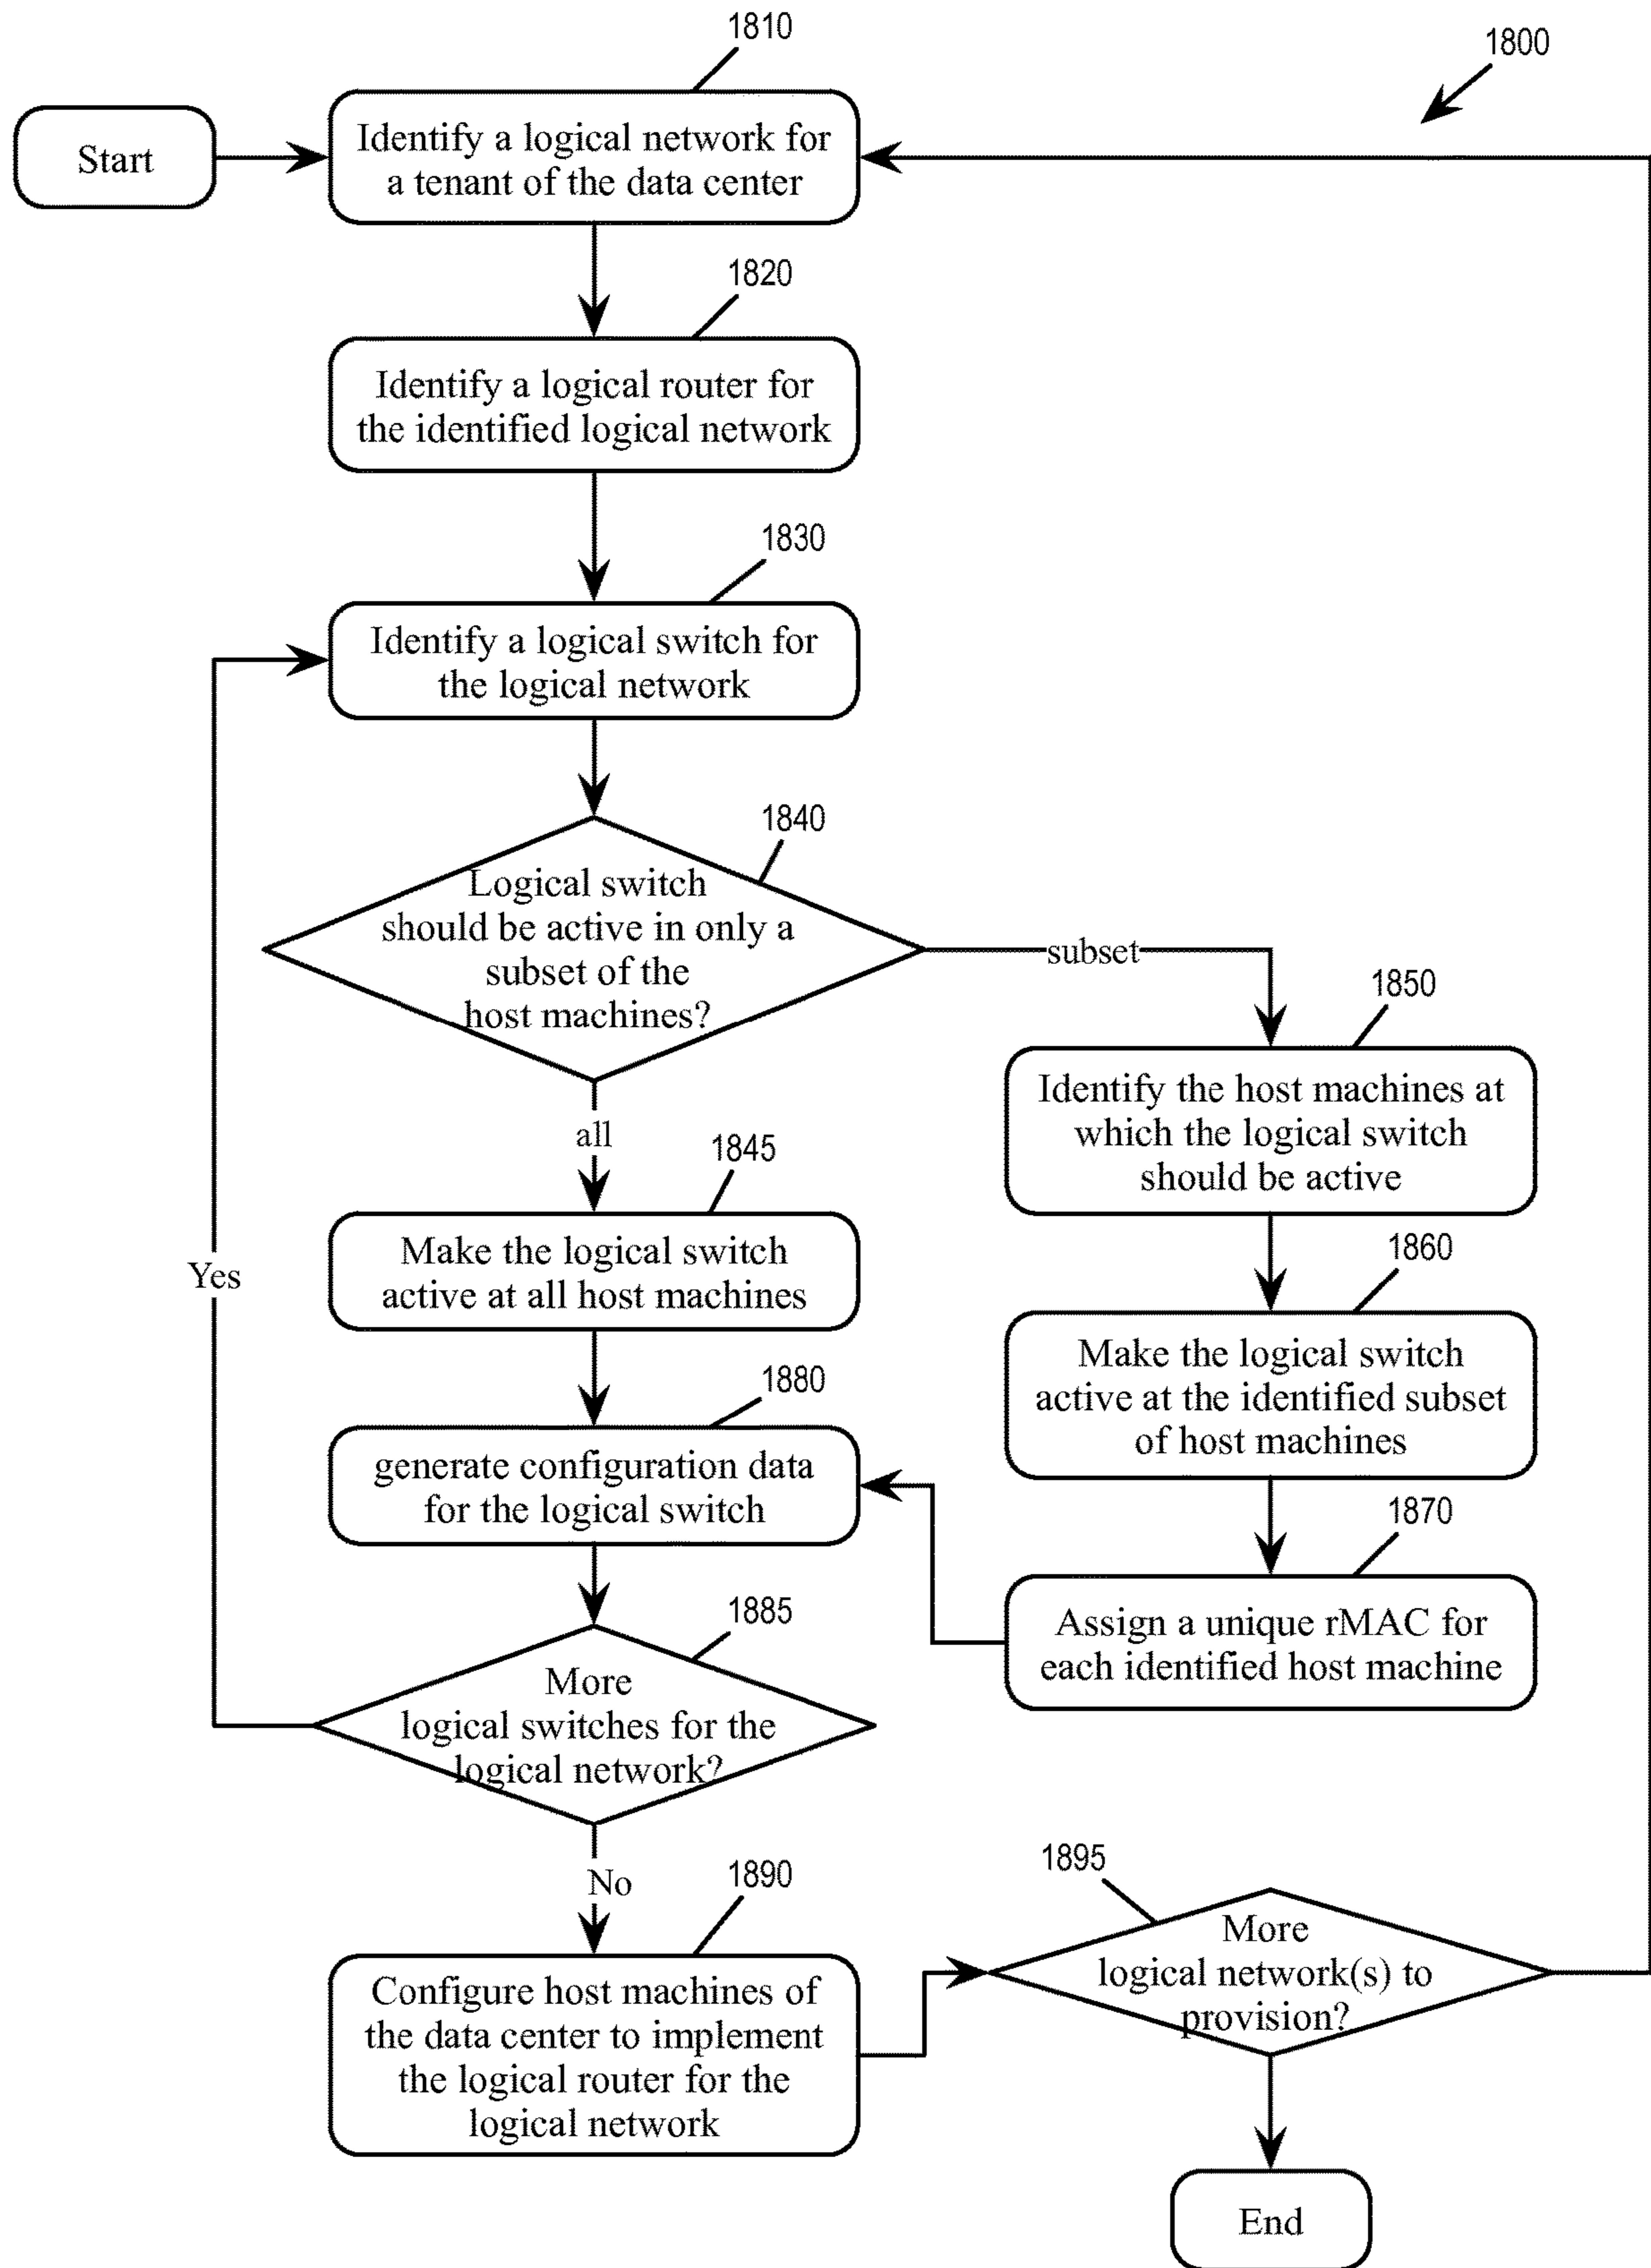 1810
1800
Start
Identify a logical network for
a tenant of the data center
1820
Identify a logical router for
the identified logical network
1830
Identify a logical switch for
the logical network
1840
Logical switch
should be active in only a
subset of the
host machines?
subset
1850
Identify the host machines at
which the logical switch
should be active
all
1845
Make the logical switch
active at all host machines
Yes
1860
Make the logical switch
active at the identified subset
of host machines
1880
generate configuration data
for the logical switch
1870
Assign a unique rMAC for
each identified host machine
1885
More
logical switches for the
logical network?
No
1890
Configure host machines of
the data center to implement
the logical router for the
logical network
1895
More
logical network(s) to
provision?
End